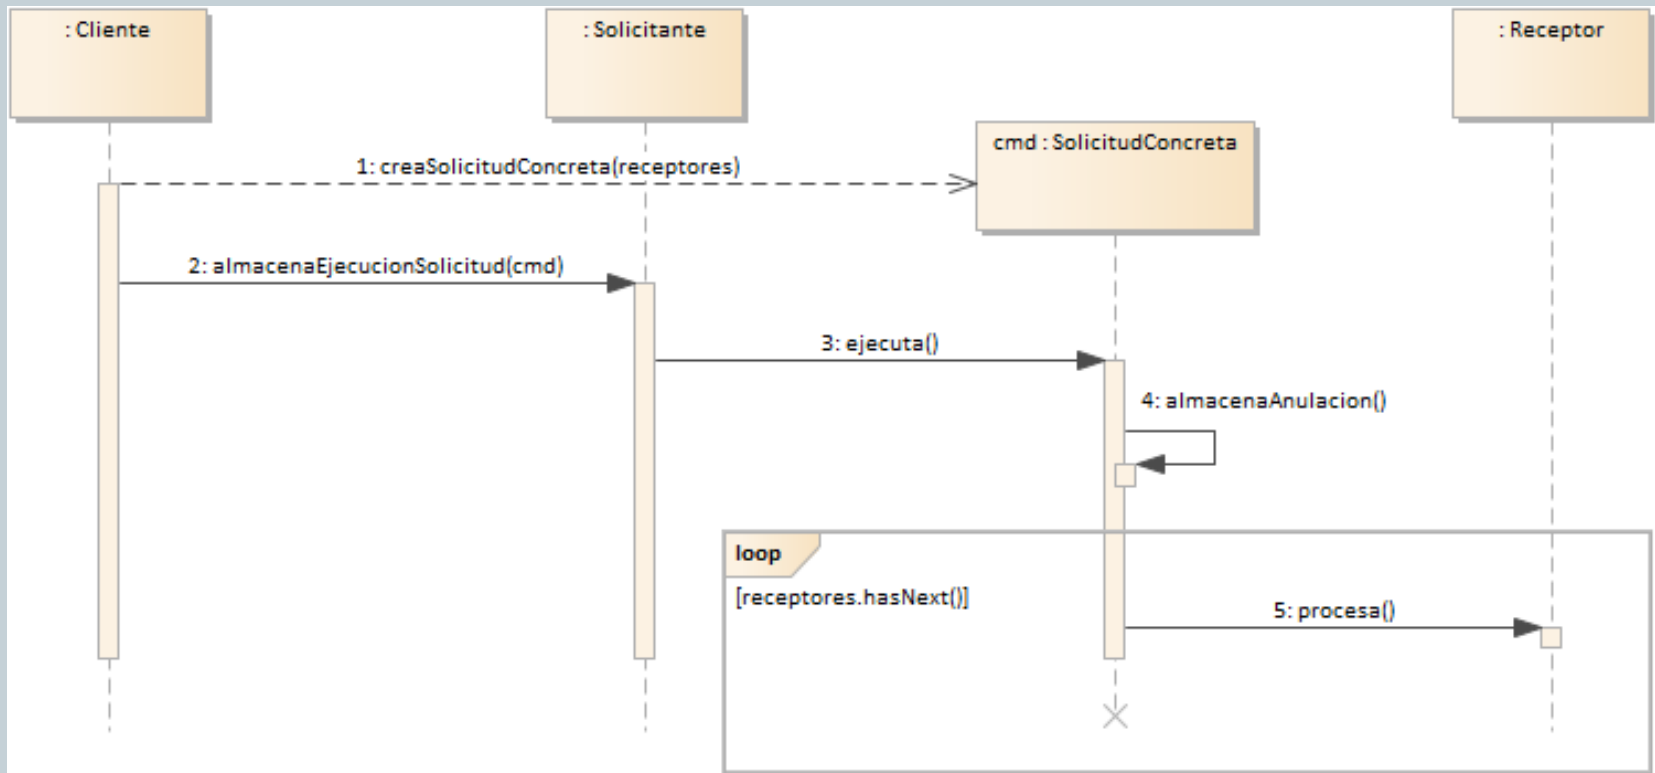 : Cliente
: Solicitante
: Receptor
cmd : SolicitudConcreta
1: creaSolicitudConcreta(receptores)
2: almacenaEjecucionSolicitud(cmd)
3: ejecuta()
4: almacenaAnulacion()
loop
[receptores.hasNext()]
5: procesa()